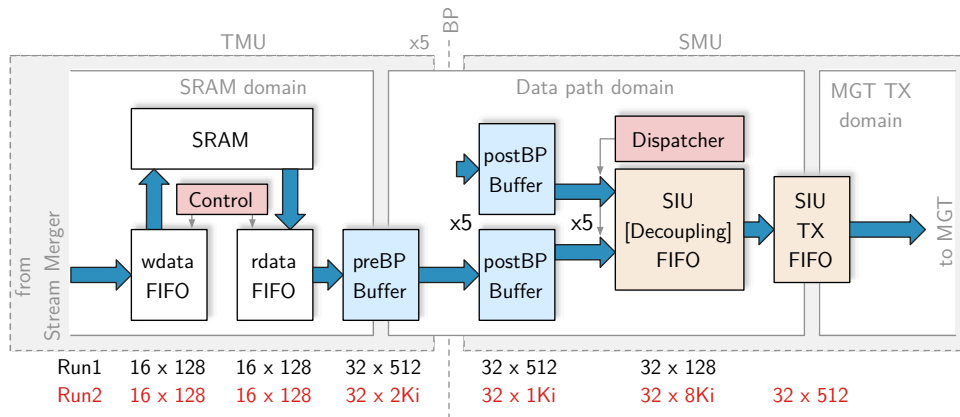 TMU
x5
BP
SMU
SRAM domain
Data path domain
MGT TX
domain
SRAM
Control
wdata
FIFO
rdata
FIFO
preBP
Buffer
postBP
Buffer
x5
postBP
Buffer
x5
Dispatcher
SIU
[Decoupling]
FIFO
SIU
TX
FIFO
from
Stream Merger
to MGT
Run1 16 x 128 16 x 128 32 x 512 32 x 512 32 x 128
Run2 16 x 128 16 x 128 32 x 2Ki 32 x 1Ki 32 x 8Ki 32 x 512